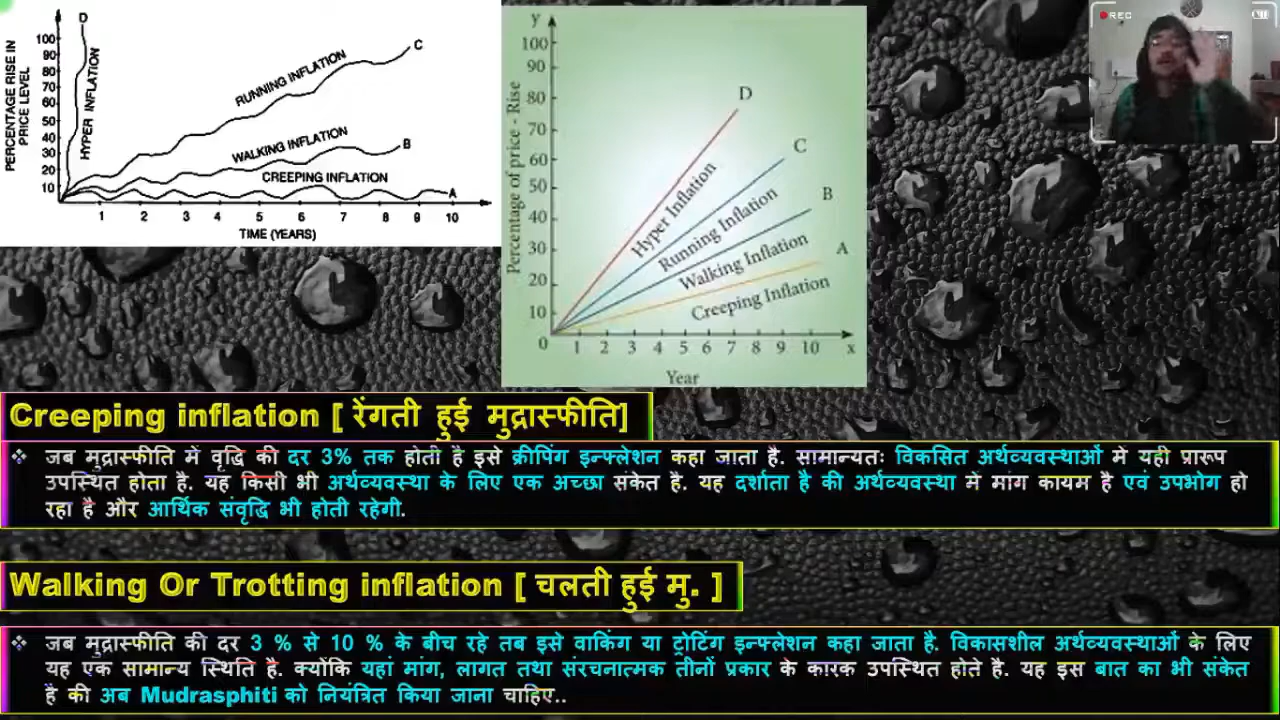 D
PERCENTAGE RISE IN
PRICE LEVEL
100
90
80
70
60
50
40
30
20
10
HYPER INFLATION
RUNNING INFLATION
C
WALKING INFLATION
B
CREEPING INFLATION
A
1 2 3 4 5 6 7 8 9 10
TIME (YEARS)
y
Percentage of price - Rise
100
90
80
70
60
50
40
30
20
10
0
D
C
B
A
Hyper Inflation
Running Inflation
Walking Inflation
Creeping Inflation
1 2 3 4 5 6 7 8 9 10 x
Year
REC
Creeping inflation [ रेंगती हुई मुद्रास्फीति]
❖ जब मुद्रास्फीति में वृद्धि की दर 3% तक होती है इसे क्रीपिंग इन्फ्लेशन कहा जाता है. सामान्यतः विकसित अर्थव्यवस्थाओं में यही प्रारूप
उपस्थित होता है. यह किसी भी अर्थव्यवस्था के लिए एक अच्छा संकेत है. यह दर्शाता है की अर्थव्यवस्था में मांग कायम है एवं उपभोग हो
रहा है और आर्थिक संवृद्धि भी होती रहेगी.
Walking Or Trotting inflation [ चलती हुई मु. ]
❖ जब मुद्रास्फीति की दर 3 % से 10 % के बीच रहे तब इसे वाकिंग या ट्रोटिंग इन्फ्लेशन कहा जाता है. विकासशील अर्थव्यवस्थाओं के लिए
यह एक सामान्य स्थिति है. क्योंकि यहां मांग, लागत तथा संरचनात्मक तीनों प्रकार के कारक उपस्थित होते है. यह इस बात का भी संकेत
है की अब Mudrasphiti को नियंत्रित किया जाना चाहिए..